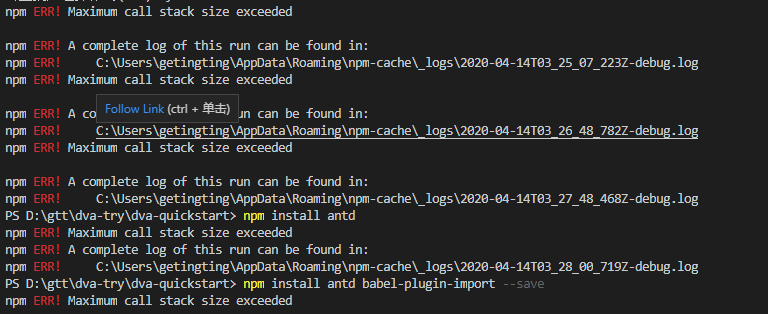 npm ERR! Maximum call stack size exceeded
npm ERR! A complete log of this run can be found in:
npm ERR!     C:\Users\getingting\AppData\Roaming\npm-cache\_logs\2020-04-14T03_25_07_223Z-debug.log
npm ERR! Maximum call stack size exceeded
Follow Link (ctrl + 单击)
npm ERR! A co un can be found in:
npm ERR!     C:\Users\getingting\AppData\Roaming\npm-cache\_logs\2020-04-14T03_26_48_782Z-debug.log
npm ERR! Maximum call stack size exceeded
npm ERR! A complete log of this run can be found in:
npm ERR!     C:\Users\getingting\AppData\Roaming\npm-cache\_logs\2020-04-14T03_27_48_468Z-debug.log
PS D:\gtt\dva-try\dva-quickstart> npm install antd
npm ERR! Maximum call stack size exceeded
npm ERR! A complete log of this run can be found in:
npm ERR!     C:\Users\getingting\AppData\Roaming\npm-cache\_logs\2020-04-14T03_28_00_719Z-debug.log
PS D:\gtt\dva-try\dva-quickstart> npm install antd babel-plugin-import --save
npm ERR! Maximum call stack size exceeded